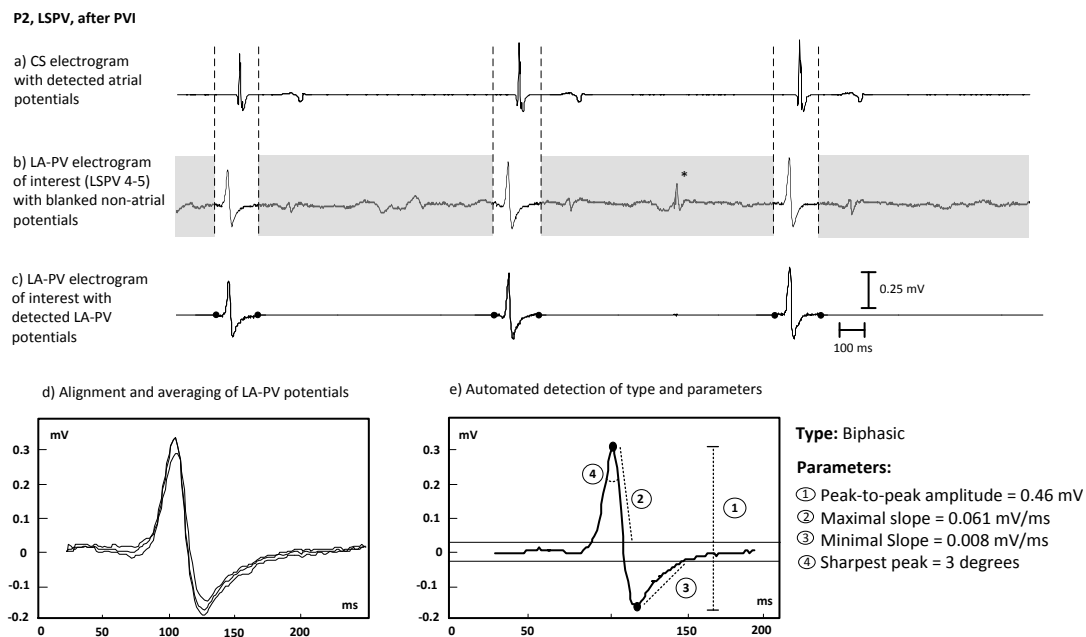 P2, LSPV, after PVI
a) CS electrogram
with detected atrial
potentials
b) LA-PV electrogram
of interest (LSPV 4-5)
with blanked non-atrial
potentials
*
c) LA-PV electrogram
of interest with
detected LA-PV
potentials
0.25 mV
100 ms
d) Alignment and averaging of LA-PV potentials
mV
0.3
0.2
0.1
0
-0.1
-0.2
ms
0 50 100 150 200
e) Automated detection of type and parameters
mV
0.3
0.2
0.1
0
-0.1
-0.2
4
2
1
3
ms
0 50 100 150 200
Type: Biphasic
Parameters:
① Peak-to-peak amplitude = 0.46 mV
② Maximal slope = 0.061 mV/ms
③ Minimal Slope = 0.008 mV/ms
④ Sharpest peak = 3 degrees